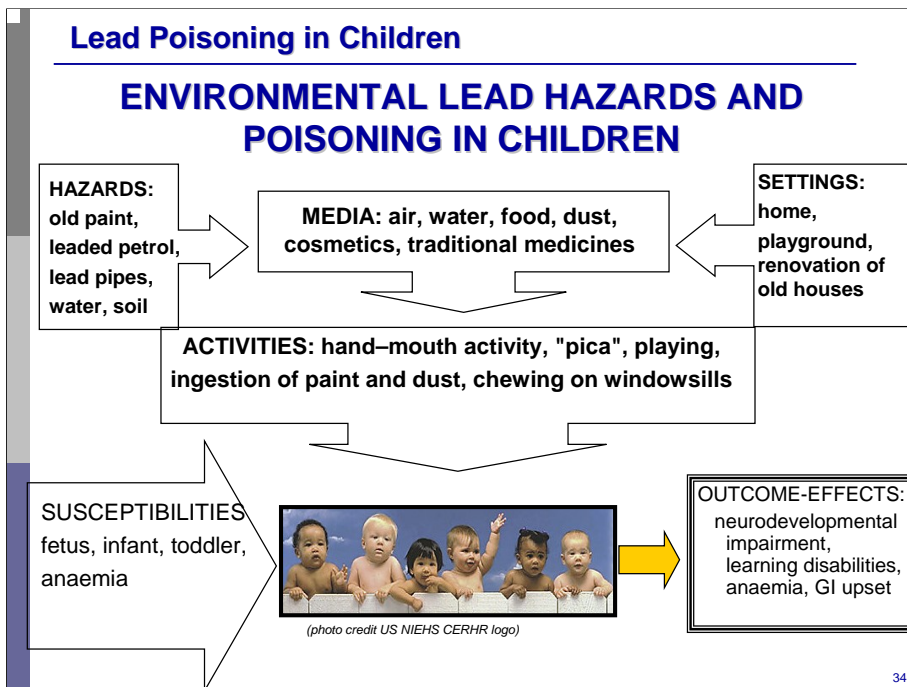 Lead Poisoning in Children
ENVIRONMENTAL LEAD HAZARDS AND
POISONING IN CHILDREN
HAZARDS:
old paint,
leaded petrol,
lead pipes,
water, soil
MEDIA: air, water, food, dust,
cosmetics, traditional medicines
SETTINGS:
home,
playground,
renovation of
old houses
ACTIVITIES: hand–mouth activity, "pica", playing,
ingestion of paint and dust, chewing on windowsills
SUSCEPTIBILITIES
fetus, infant, toddler,
anaemia
(photo credit US NIEHS CERHR logo)
OUTCOME-EFFECTS:
neurodevelopmental
impairment,
learning disabilities,
anaemia, GI upset
34